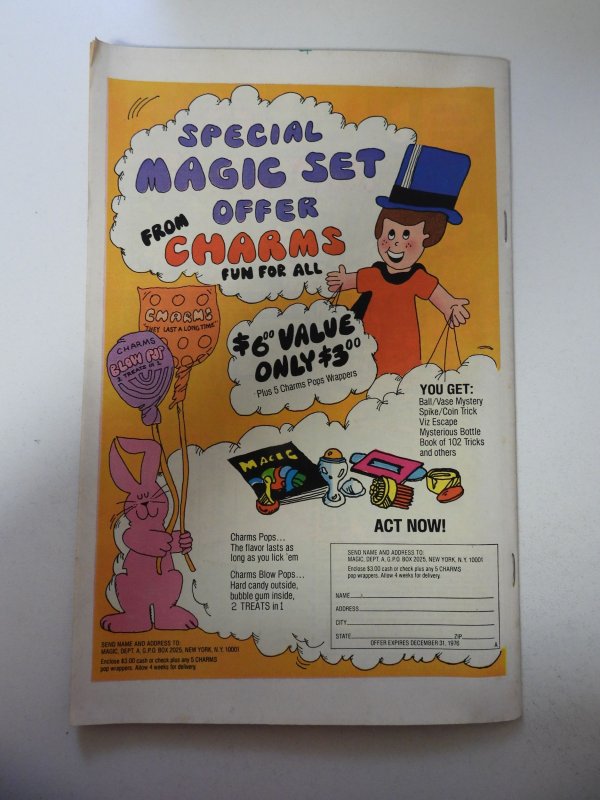 SPECIAL
MAGIC SET
OFFER
FROM
CHARMS
FUN FOR ALL
CHARMS
"THEY LAST A LONG TIME"
CHARMS
BLOW POP
2 TREATS in 1
$6.00 VALUE
ONLY $3.00
Plus 5 Charms Pops Wrappers
YOU GET:
Ball/Vase Mystery
Spike/Coin Trick
Viz Escape
Mysterious Bottle
Book of 102 Tricks
and others
MAGIC
ACT NOW!
Charms Pops...
The flavor lasts as
long as you lick 'em
Charms Blow Pops...
Hard candy outside,
bubble gum inside,
2 TREATS in 1
SEND NAME AND ADDRESS TO:
MAGIC, DEPT. A, G.P.O. BOX 2025, NEW YORK, N.Y. 10001
Enclose $3.00 cash or check plus any 5 CHARMS
pop wrappers. Allow 4 weeks for delivery.
NAME
ADDRESS
CITY
STATE ZIP
OFFER EXPIRES DECEMBER 31, 1976 A
SEND NAME AND ADDRESS TO:
MAGIC, DEPT. A, G.P.O. BOX 2025, NEW YORK, N.Y. 10001
Enclose $3.00 cash or check plus any 5 CHARMS
pop wrappers. Allow 4 weeks for delivery.